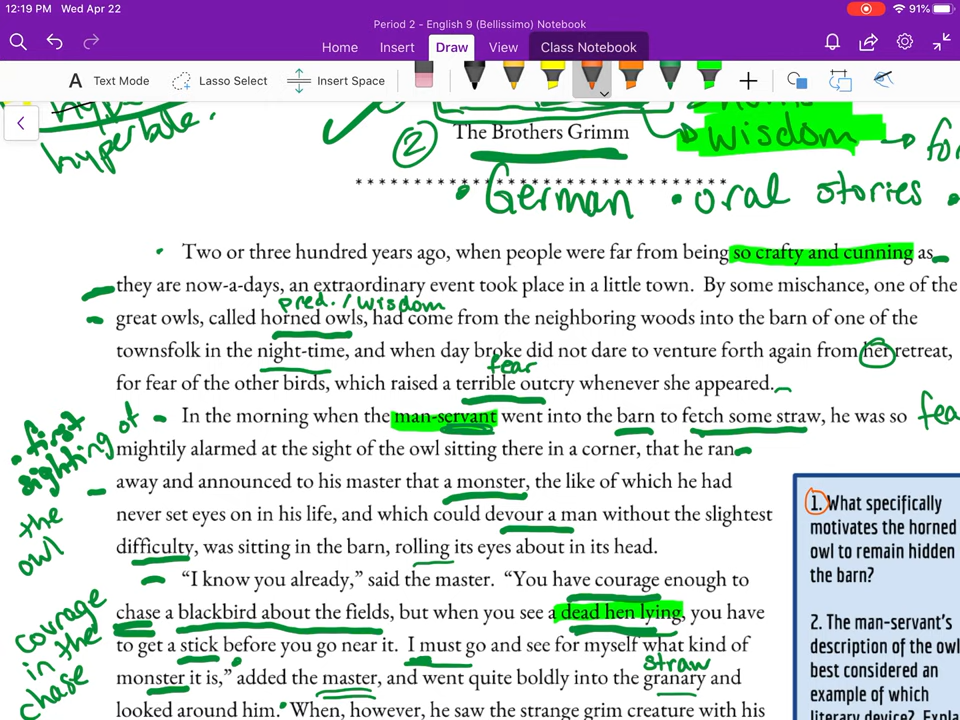 12:19 PM Wed Apr 22
91%
Period 2 - English 9 (Bellissimo) Notebook
Home Insert Draw View Class Notebook
A Text Mode Lasso Select Insert Space
hyperbole.
2 The Brothers Grimm
wisdom
********************************
• German • oral stories •
Two or three hundred years ago, when people were far from being so crafty and cunning as
they are now-a-days, an extraordinary event took place in a little town. By some mischance, one of the
pred. / wisdom
great owls, called horned owls, had come from the neighboring woods into the barn of one of the
townsfolk in the night-time, and when day broke did not dare to venture forth again from her retreat,
fear
for fear of the other birds, which raised a terrible outcry whenever she appeared.
In the morning when the man-servant went into the barn to fetch some straw, he was so
mightily alarmed at the sight of the owl sitting there in a corner, that he ran
away and announced to his master that a monster, the like of which he had
never set eyes on in his life, and which could devour a man without the slightest
difficulty, was sitting in the barn, rolling its eyes about in its head.
• first
sighting of
the
owl
“I know you already,” said the master. “You have courage enough to
chase a blackbird about the fields, but when you see a dead hen lying, you have
to get a stick before you go near it. I must go and see for myself what kind of
straw
monster it is,” added the master, and went quite boldly into the granary and
looked around him. When, however, he saw the strange grim creature with his
courage
in the
chase
1. What specifically
motivates the horned
owl to remain hidden
the barn?
2. The man-servant’s
description of the owl
best considered an
example of which
literary device? Expla